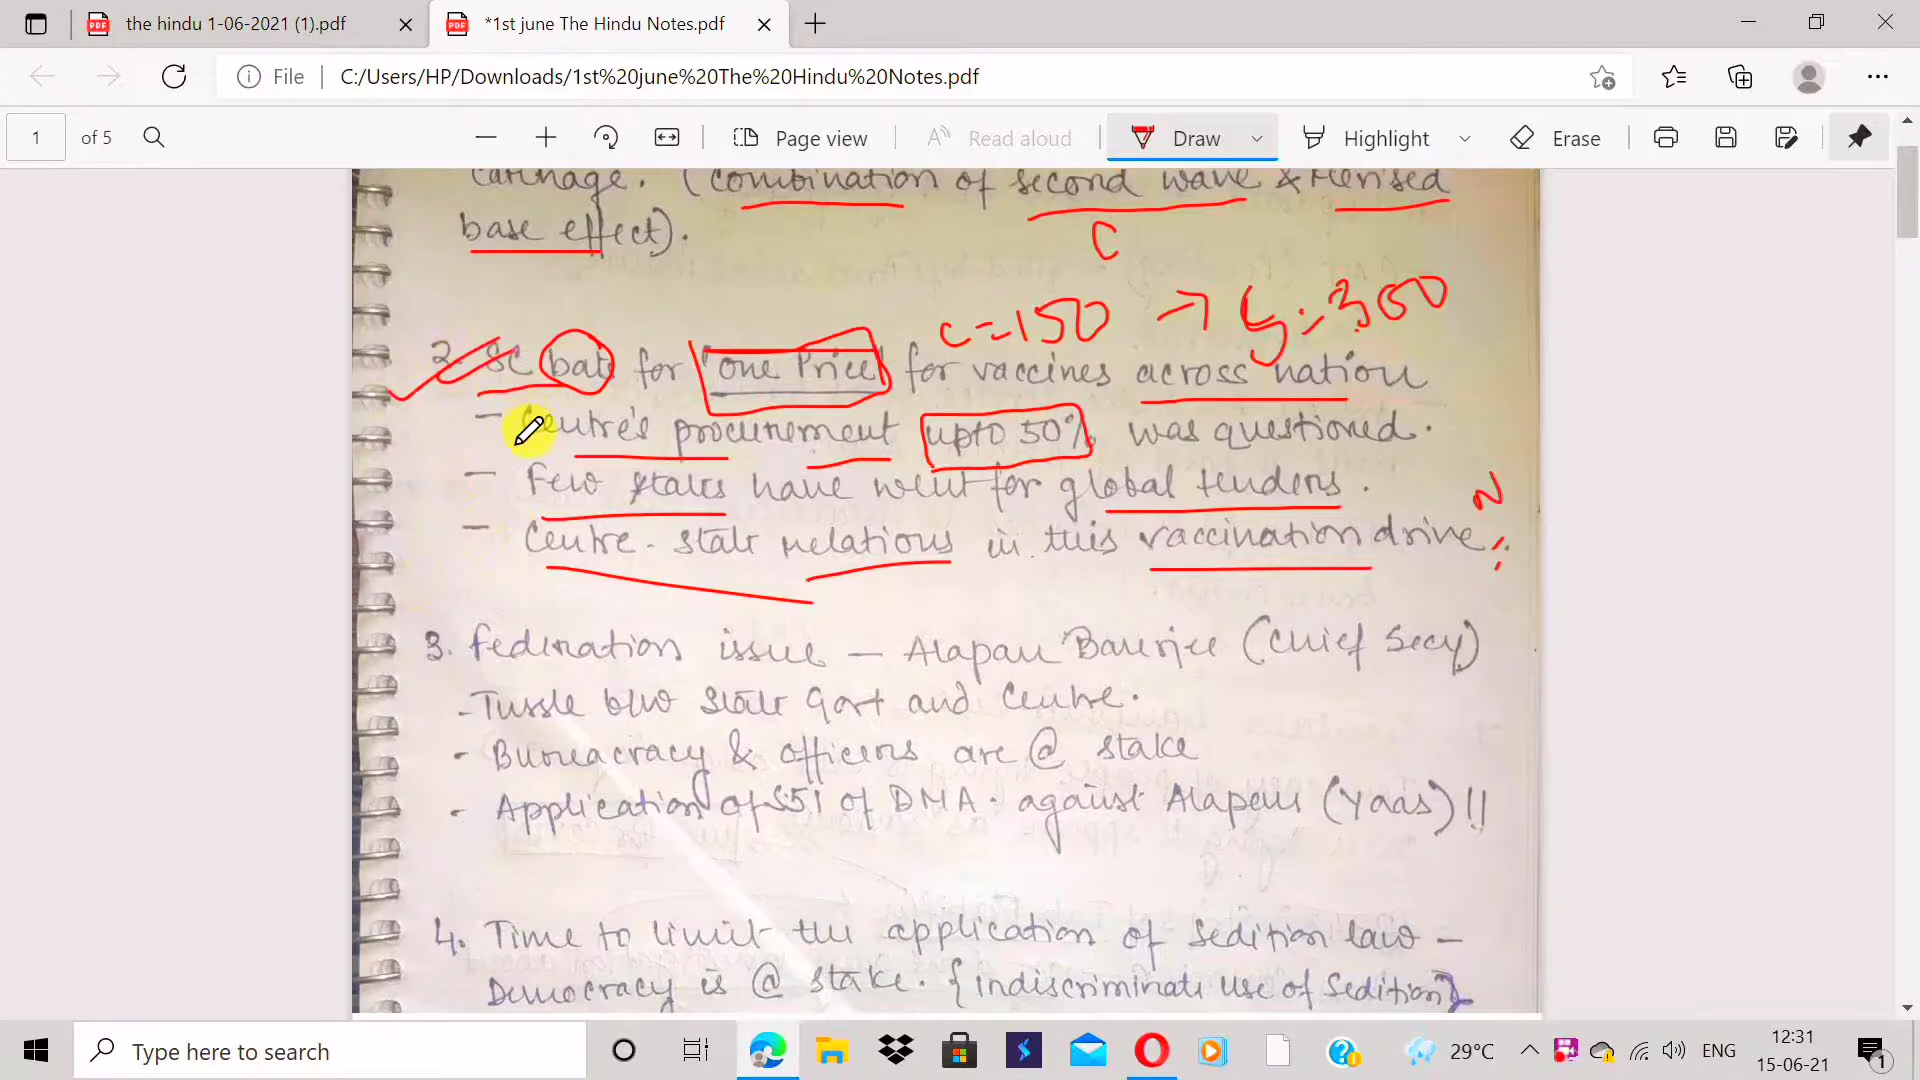 the hindu 1-06-2021 (1).pdf
*1st june The Hindu Notes.pdf
File
C:/Users/HP/Downloads/1st%20june%20The%20Hindu%20Notes.pdf
1 of 5
Page view
Read aloud
Draw
Highlight
Erase
carthage. (combination of second wave & revised
base effect).
C
C=150 → S:-300
2. SC bats for 'One Price' for vaccines across nation
- Centre's procurement upto 50% was questioned.
- Few states have went for global tenders.
N
- Centre-state relations in this vaccination drive.
3. Federation issue – Alapan Banerjee (Chief Secy)
- Tussle b/w State Govt and Centre.
- Bureacracy & officers are @ stake
- Application of S51 of DMA. against Alapan (Yaas)!!
4. Time to limit the application of sedition law –
Democracy is @ stake. {indiscriminate use of Sedition}
Type here to search
29°C
ENG
12:31
15-06-21
1